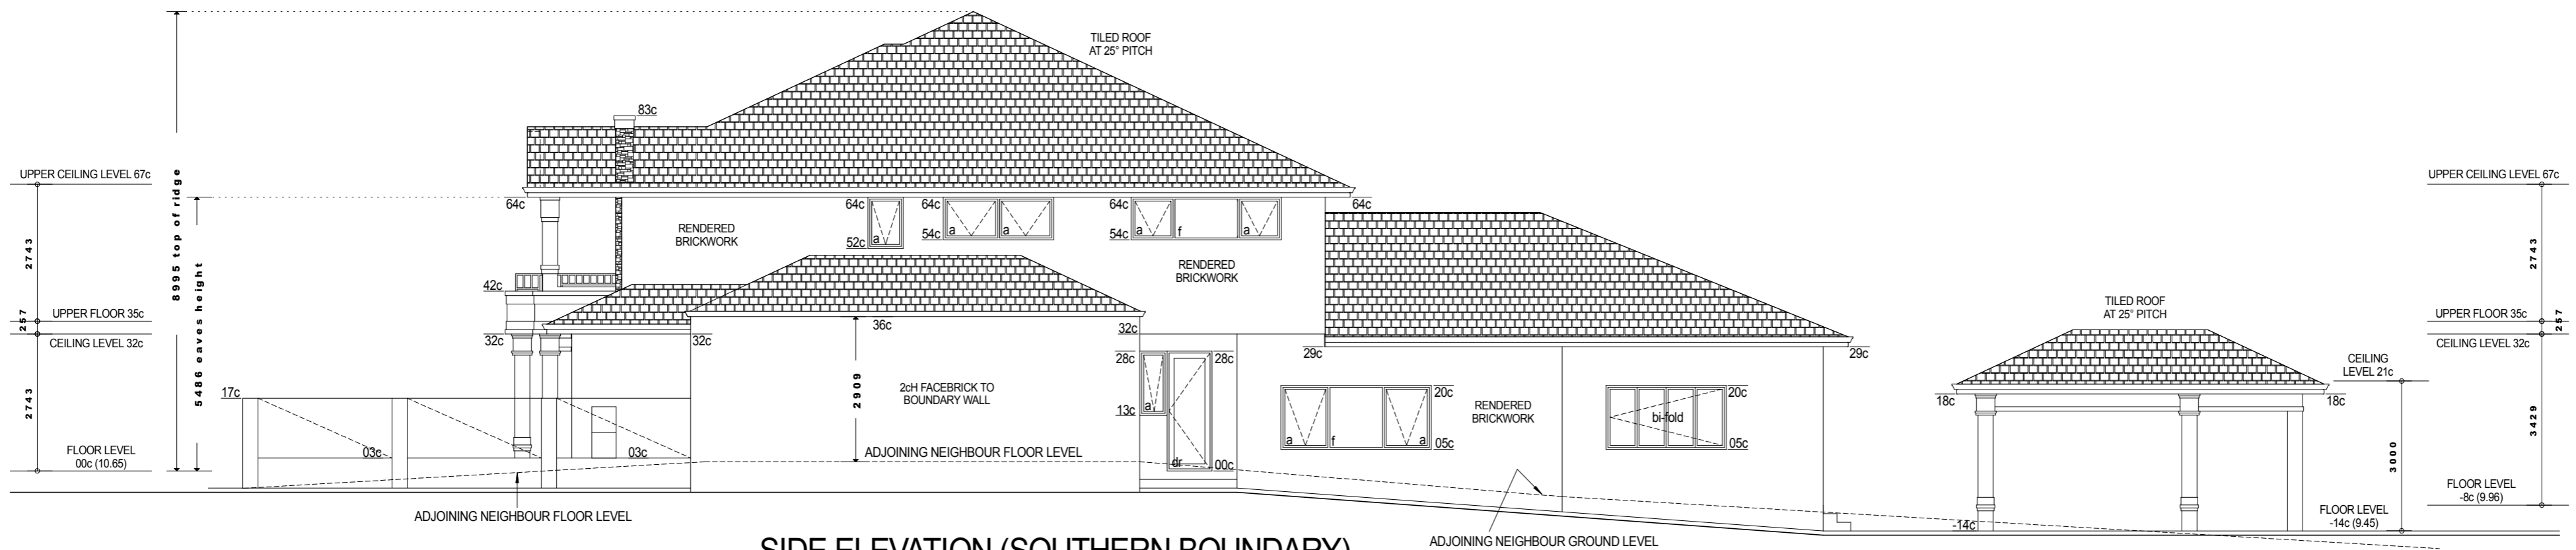 TILED ROOF
AT 25° PITCH
83c
UPPER CEILING LEVEL 67c
2743
8995 top of ridge
5486 eaves height
257
UPPER FLOOR 35c
CEILING LEVEL 32c
2743
FLOOR LEVEL
00c (10.65)
64c
RENDERED
BRICKWORK
64c
52c
a
64c
54c
a
a
64c
54c
a
f
a
64c
RENDERED
BRICKWORK
42c
32c
32c
36c
32c
2909
2cH FACEBRICK TO
BOUNDARY WALL
28c
28c
13c
a
dr
00c
17c
03c
03c
ADJOINING NEIGHBOUR FLOOR LEVEL
ADJOINING NEIGHBOUR FLOOR LEVEL
29c
29c
20c
05c
a
f
a
RENDERED
BRICKWORK
bi-fold
20c
05c
TILED ROOF
AT 25° PITCH
18c
18c
-14c
CEILING
LEVEL 21c
3000
FLOOR LEVEL
-14c (9.45)
UPPER CEILING LEVEL 67c
2743
UPPER FLOOR 35c
257
CEILING LEVEL 32c
3429
FLOOR LEVEL
-8c (9.96)
SIDE ELEVATION (SOUTHERN BOUNDARY)
ADJOINING NEIGHBOUR GROUND LEVEL